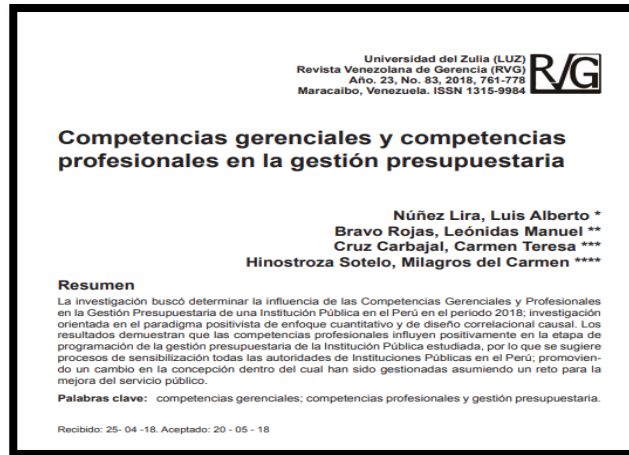 Universidad del Zulia (LUZ)
Revista Venezolana de Gerencia (RVG)
Año. 23, No. 83, 2018, 761-778
Maracaibo, Venezuela. ISSN 1315-9984
R/G
Competencias gerenciales y competencias
profesionales en la gestión presupuestaria
Núñez Lira, Luis Alberto *
Bravo Rojas, Leónidas Manuel **
Cruz Carbajal, Carmen Teresa ***
Hinostroza Sotelo, Milagros del Carmen ****
Resumen
La investigación buscó determinar la influencia de las Competencias Gerenciales y Profesionales
en la Gestión Presupuestaria de una Institución Pública en el Perú en el periodo 2018; investigación
orientada en el paradigma positivista de enfoque cuantitativo y de diseño correlacional causal. Los
resultados demuestran que las competencias profesionales influyen positivamente en la etapa de
programación de la gestión presupuestaria de la Institución Pública estudiada, por lo que se sugiere
procesos de sensibilización todas las autoridades de Instituciones Públicas en el Perú; promovien-
do un cambio en la concepción dentro del cual han sido gestionadas asumiendo un reto para la
mejora del servicio público.
Palabras clave: competencias gerenciales; competencias profesionales y gestión presupuestaria.
Recibido: 25- 04 -18. Aceptado: 20 - 05 - 18